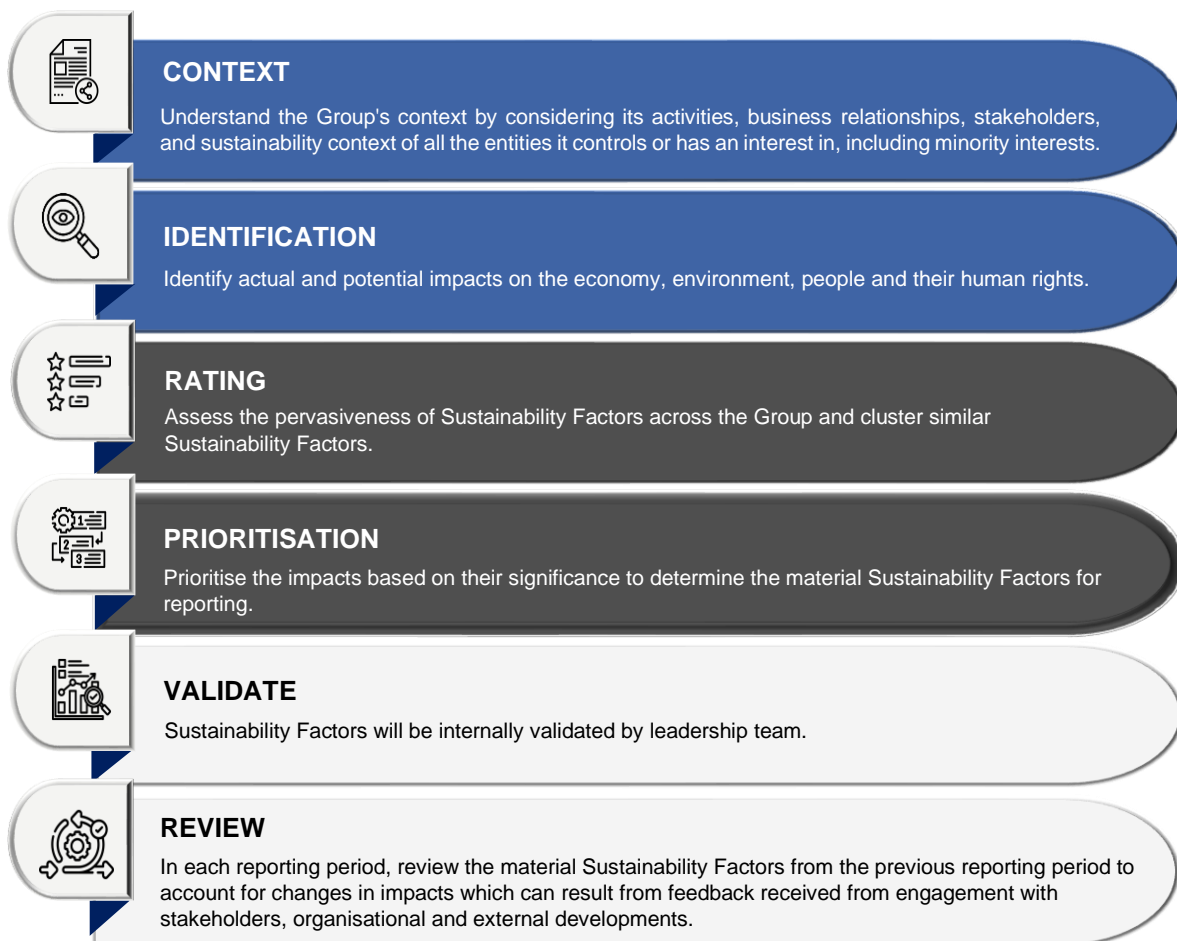 CONTEXT
Understand the Group's context by considering its activities, business relationships, stakeholders,
and sustainability context of all the entities it controls or has an interest in, including minority interests.
IDENTIFICATION
Identify actual and potential impacts on the economy, environment, people and their human rights.
RATING
Assess the pervasiveness of Sustainability Factors across the Group and cluster similar
Sustainability Factors.
1
2
3
PRIORITISATION
Prioritise the impacts based on their significance to determine the material Sustainability Factors for
reporting.
VALIDATE
Sustainability Factors will be internally validated by leadership team.
REVIEW
In each reporting period, review the material Sustainability Factors from the previous reporting period to
account for changes in impacts which can result from feedback received from engagement with
stakeholders, organisational and external developments.